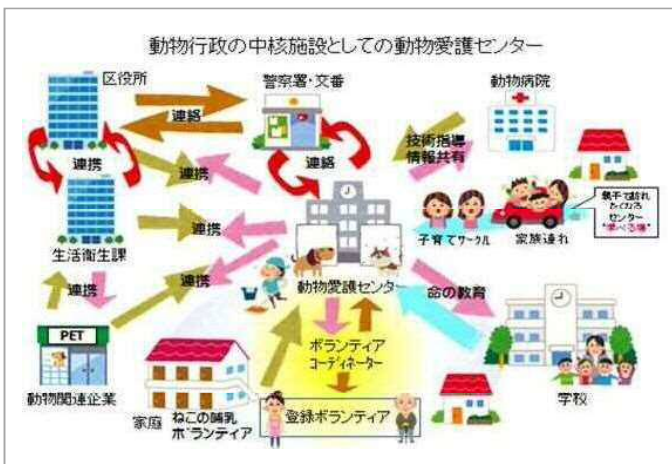 動物行政の中核施設としての動物愛護センター
区役所
警察署・交番
動物病院
連絡
技術指導
情報共有
連携
連絡
連携
親子で訪れ
たくなる
センター
"学べる場"
生活衛生課
連携
子育てサークル
家族連れ
連携
動物愛護センター
命の教育
連携
PET
ボランティア
コーディネーター
動物関連企業
家庭
ねこの哺乳
ボランティア
登録ボランティア
学校